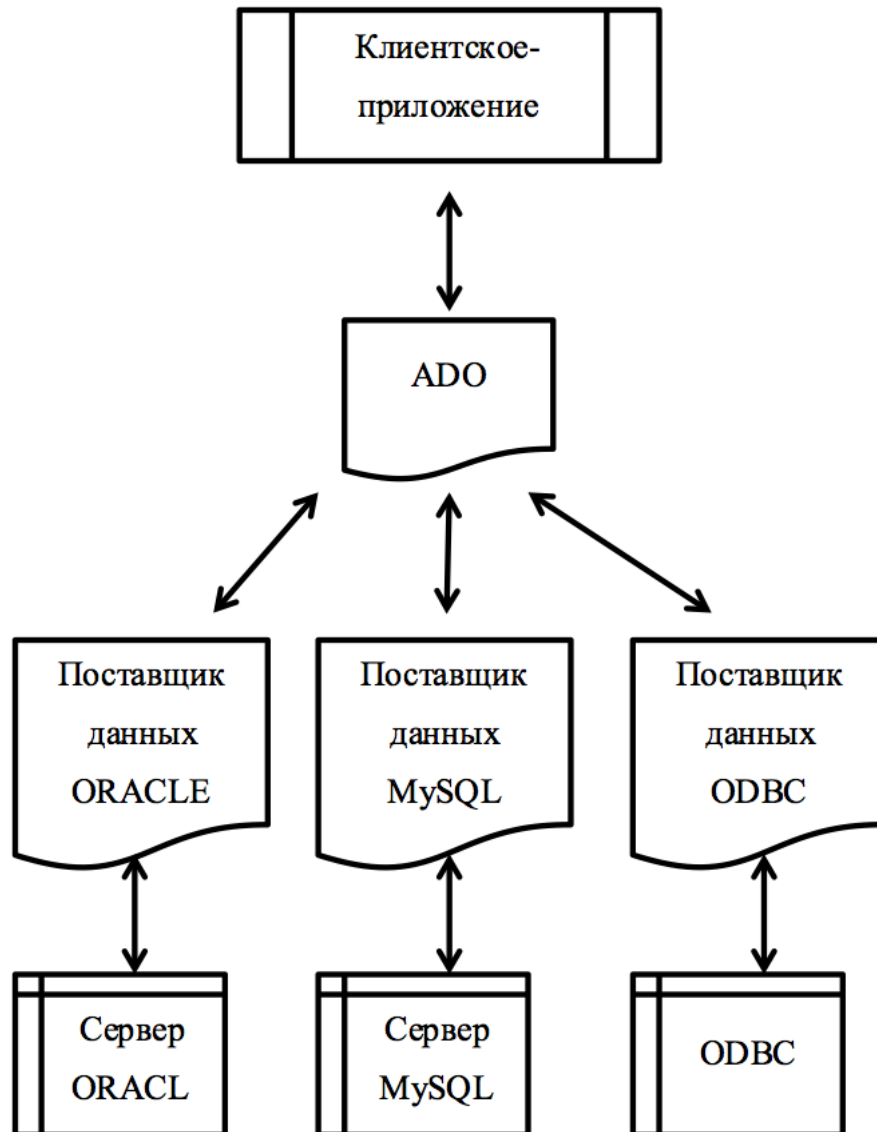 Клиентское-
приложение
ADO
Поставщик
данных
ORACLE
Поставщик
данных
MySQL
Поставщик
данных
ODBC
Сервер
ORACL
Сервер
MySQL
ODBC